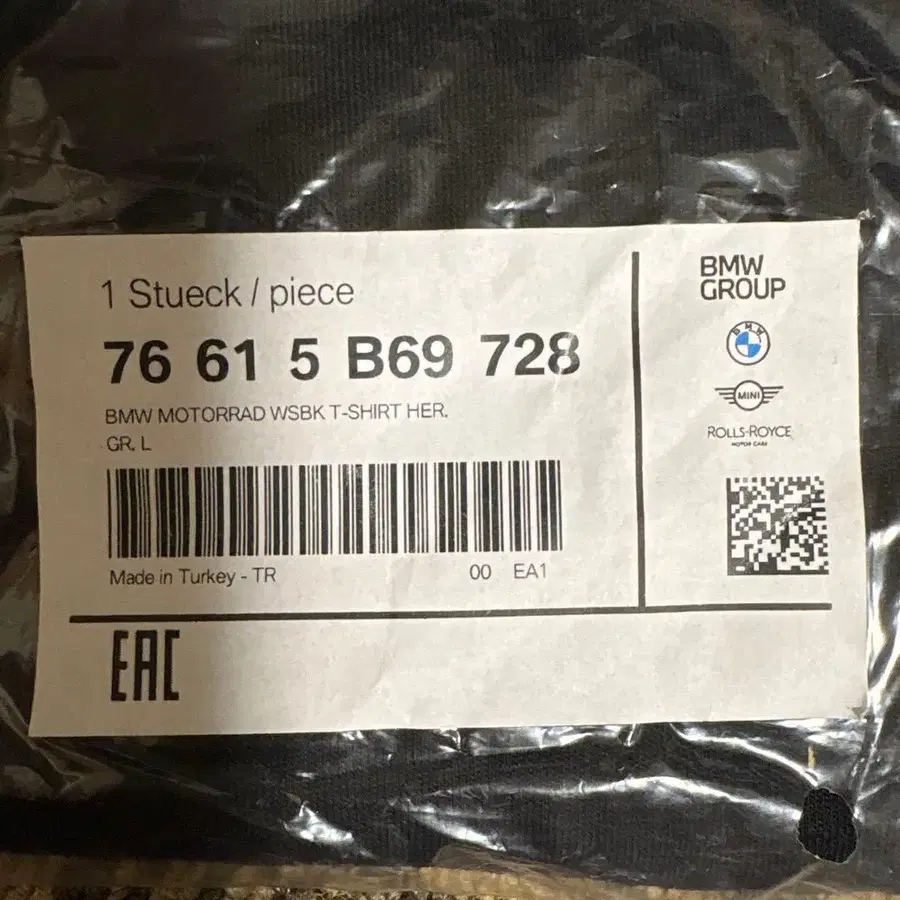 1 Stueck / piece
76 61 5 B69 728
BMW MOTORRAD WSBK T-SHIRT HER.
GR. L
Made in Turkey - TR
00 EA1
EAC
BMW
GROUP
BMW
MINI
ROLLS-ROYCE
MOTOR CARS